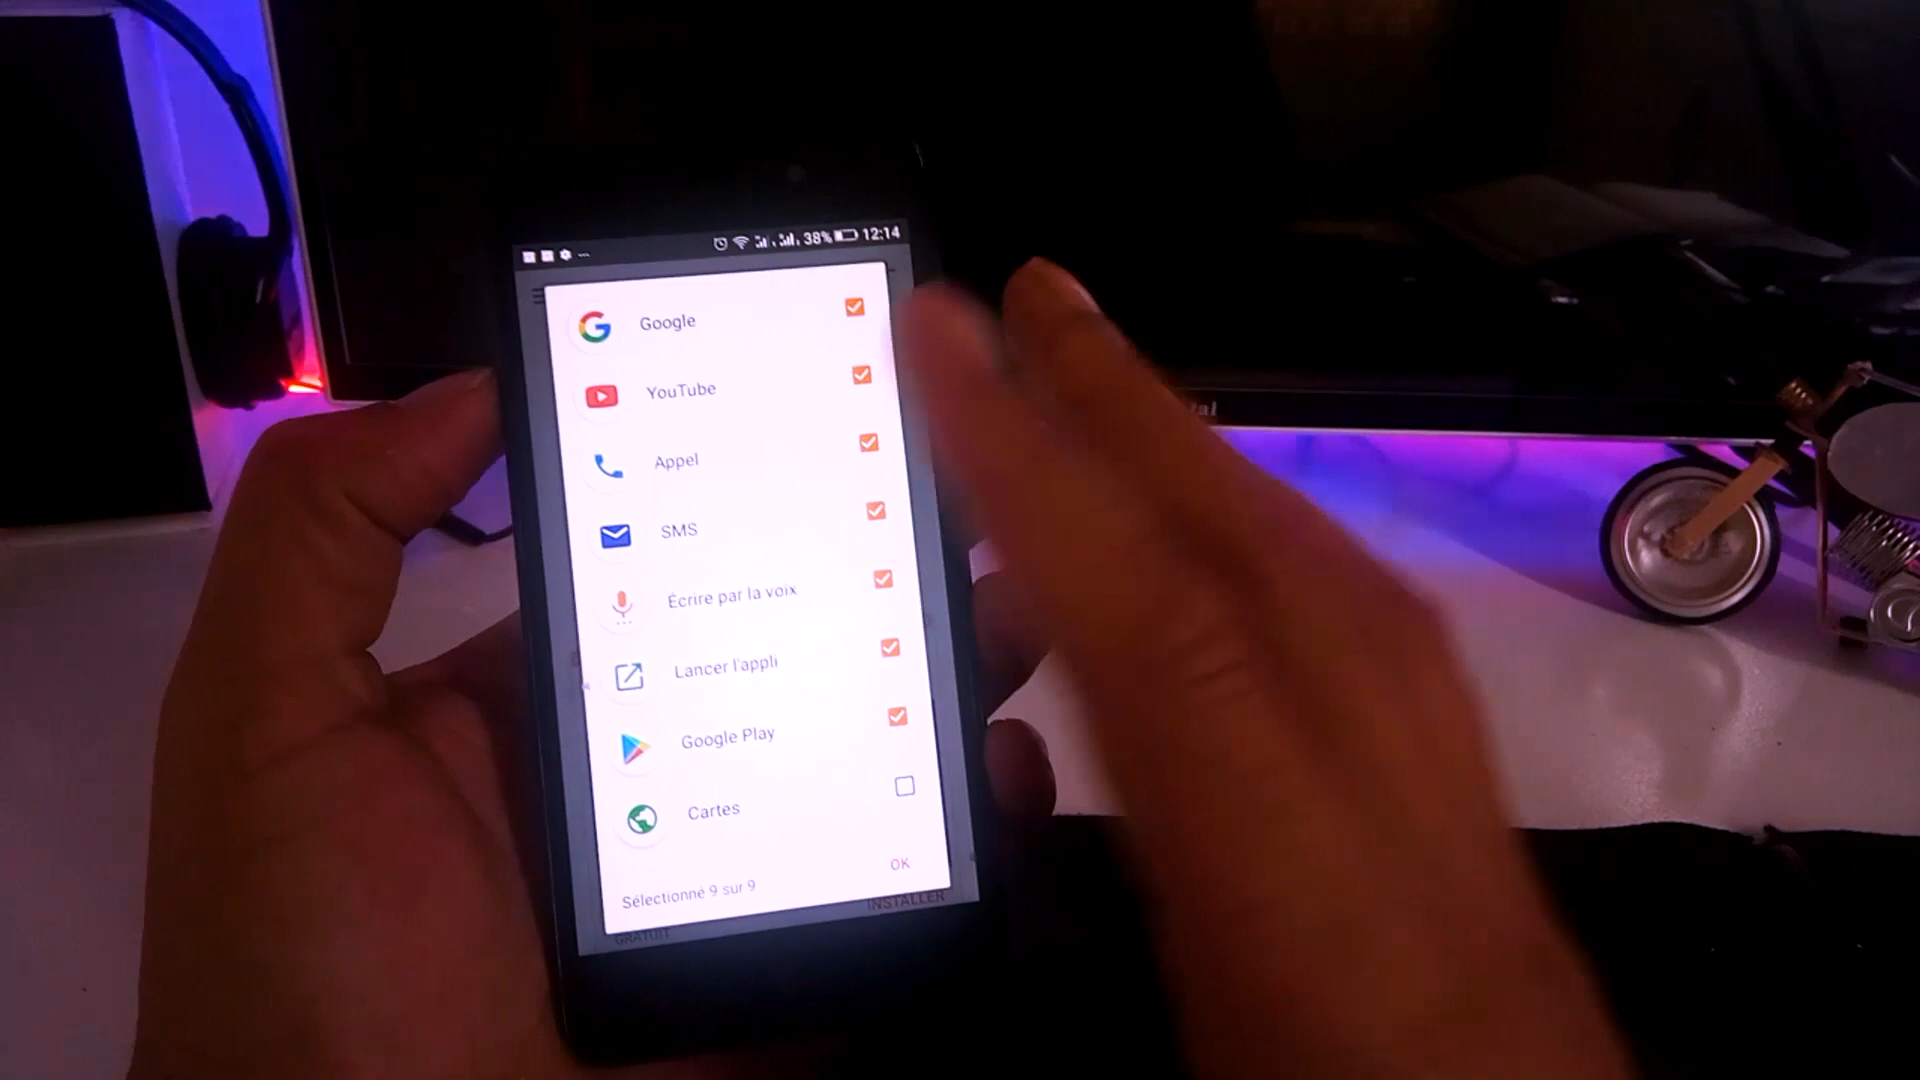 38% 12:14
Google
YouTube
Appel
SMS
Écrire par la voix
Lancer l'appli
Google Play
Cartes
OK
Sélectionné 9 sur 9
INSTALLER
GRATUIT